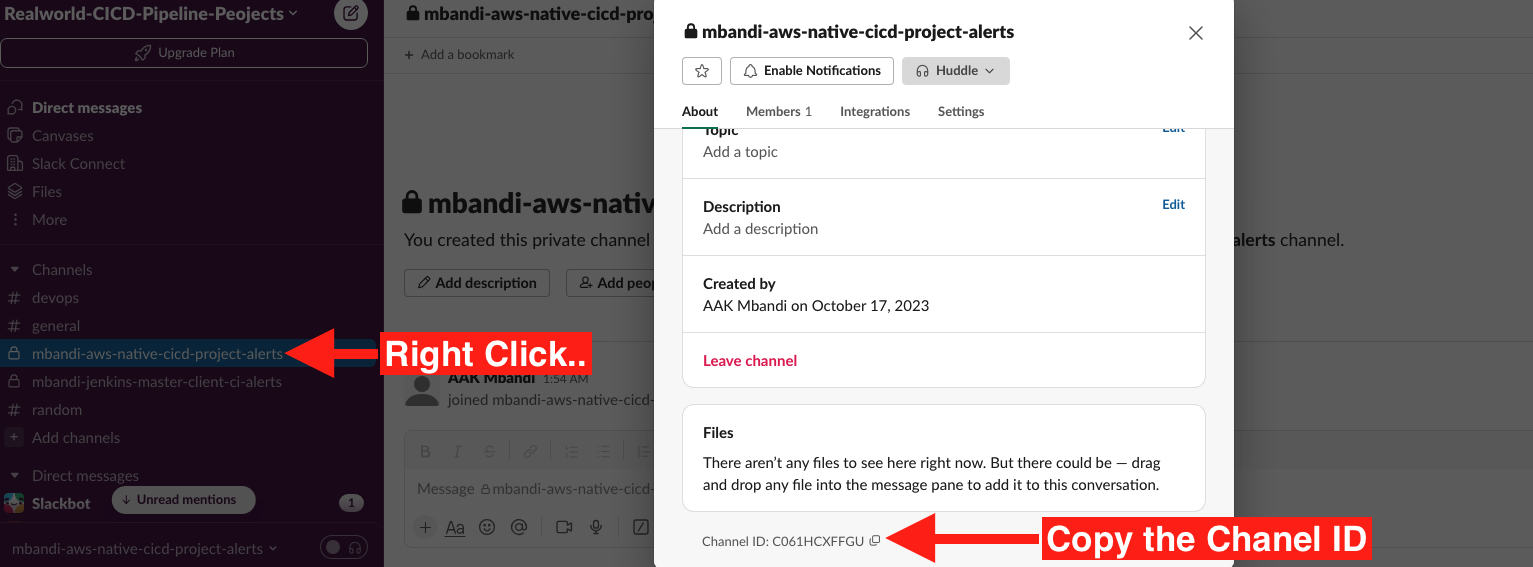 Realworld-CICD-Pipeline-Peojects
Upgrade Plan
Direct messages
Canvases
Slack Connect
Files
More
Channels
# devops
# general
mbandi-aws-native-cicd-project-alerts
mbandi-jenkins-master-client-ci-alerts
# random
+ Add channels
Direct messages
Slackbot
↓ Unread mentions
1
mbandi-aws-native-cicd-project-alerts
mbandi-aws-native-cicd-pro
+ Add a bookmark
mbandi-aws-nativ
You created this private channel
alerts channel.
Add description
Add peop
Right Click..
AAK Mbandi 1:54 AM
joined mbandi-aws-native-cicd-
B I S
Message mbandi-aws-native-cicd-
+ Aa @
mbandi-aws-native-cicd-project-alerts
Enable Notifications
Huddle
About Members 1 Integrations Settings
Topic Edit
Add a topic
Description Edit
Add a description
Created by
AAK Mbandi on October 17, 2023
Leave channel
Files
There aren’t any files to see here right now. But there could be — drag
and drop any file into the message pane to add it to this conversation.
Channel ID: C061HCXFFGU
Copy the Chanel ID